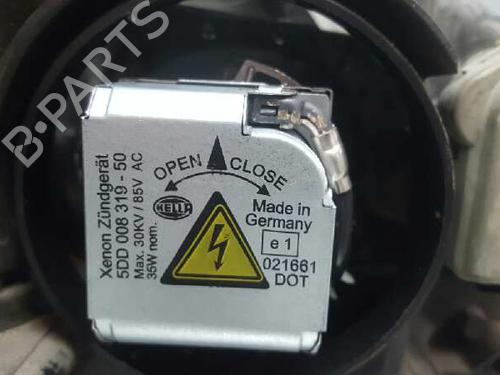 B-PARTS
OPEN CLOSE
HELLA
Made in
Germany
e 1
021661
DOT
Xenon Zündgerät
5DD 008 319 - 50
Max. 30KV / 85V AC
35W nom.